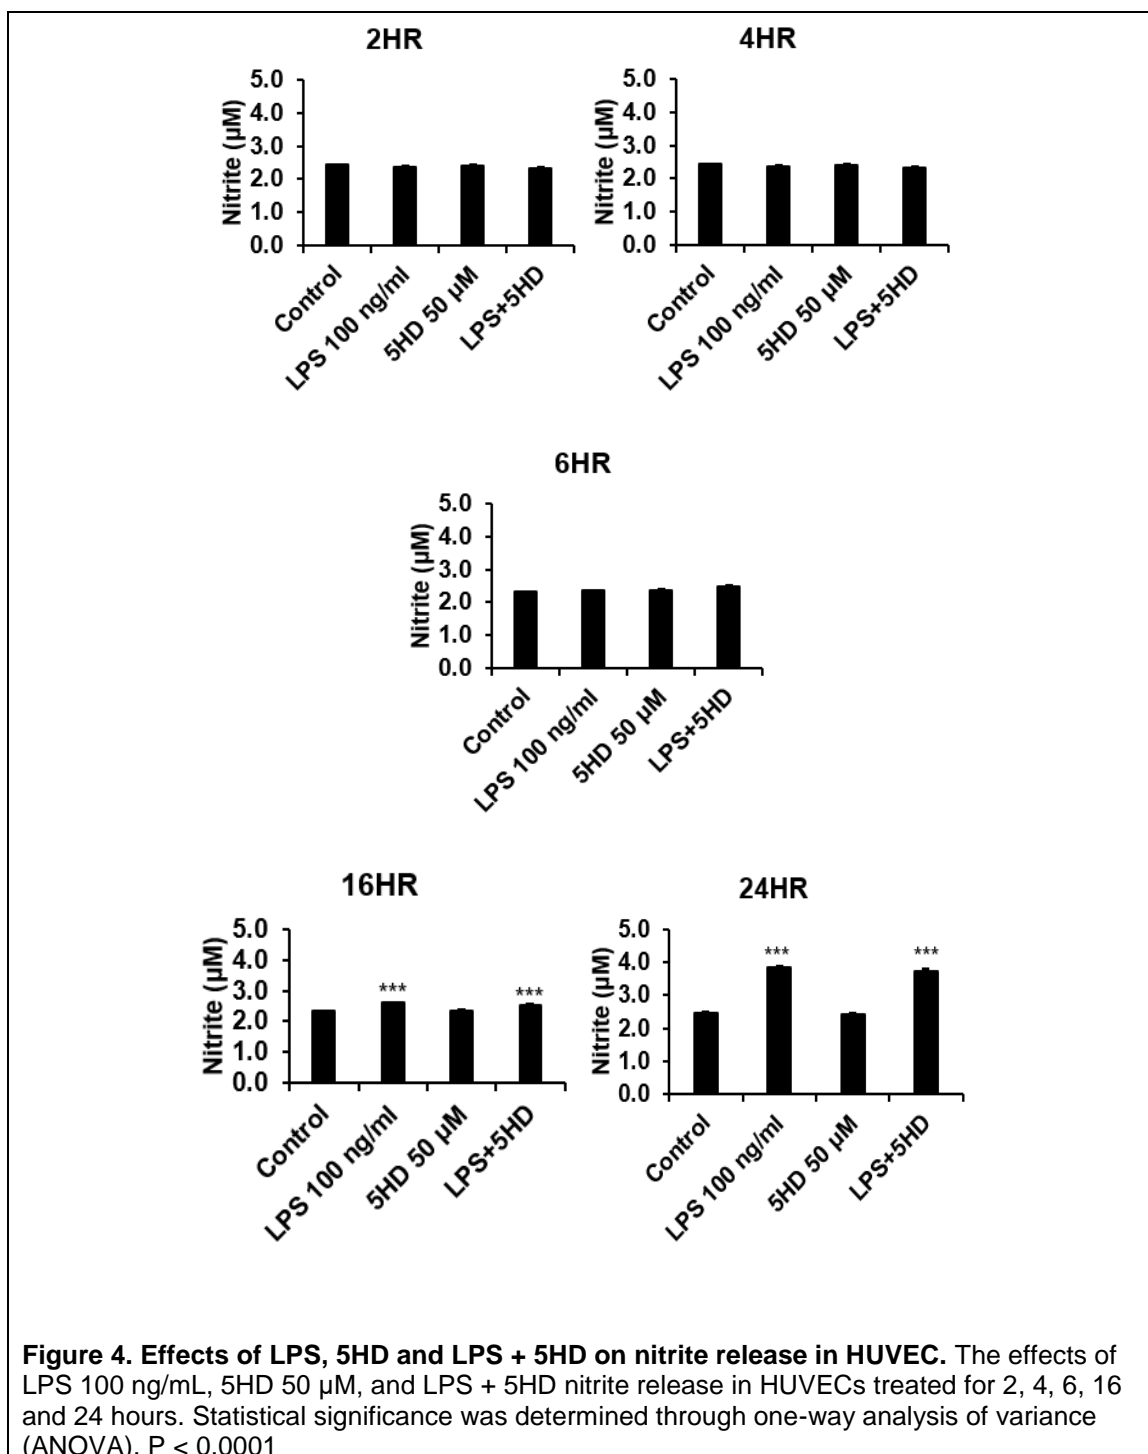 2HR
5.0
4.0
3.0
2.0
1.0
0.0
Nitrite (µM)
Control
LPS 100 ng/ml
5HD 50 µM
LPS+5HD
4HR
5.0
4.0
3.0
2.0
1.0
0.0
Nitrite (µM)
Control
LPS 100 ng/ml
5HD 50 µM
LPS+5HD
6HR
5.0
4.0
3.0
2.0
1.0
0.0
Nitrite (µM)
Control
LPS 100 ng/ml
5HD 50 µM
LPS+5HD
16HR
5.0
4.0
3.0
2.0
1.0
0.0
Nitrite (µM)
***
***
Control
LPS 100 ng/ml
5HD 50 µM
LPS+5HD
24HR
5.0
4.0
3.0
2.0
1.0
0.0
Nitrite (µM)
***
***
Control
LPS 100 ng/ml
5HD 50 µM
LPS+5HD
Figure 4. Effects of LPS, 5HD and LPS + 5HD on nitrite release in HUVEC. The effects of
LPS 100 ng/mL, 5HD 50 µM, and LPS + 5HD nitrite release in HUVECs treated for 2, 4, 6, 16
and 24 hours. Statistical significance was determined through one-way analysis of variance
(ANOVA). P < 0.0001